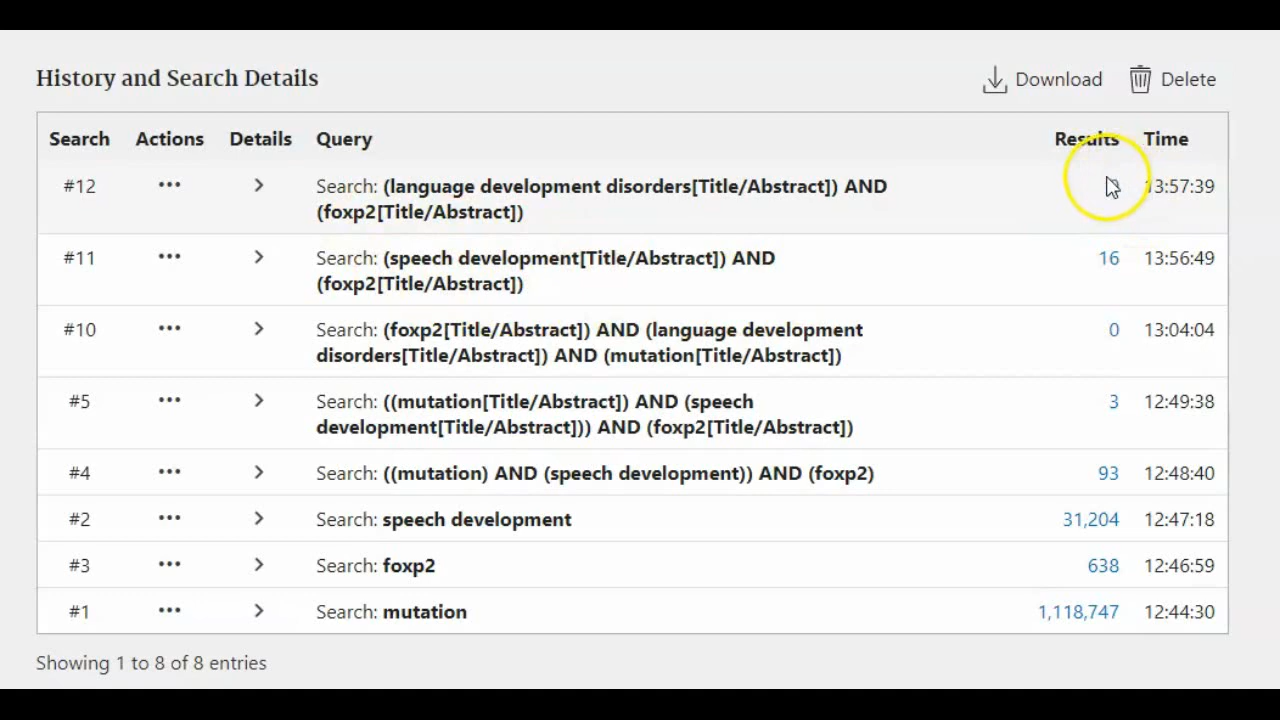 History and Search Details
Download
Delete
Search Actions Details Query Results Time
#12 ••• Search: (language development disorders[Title/Abstract]) AND 13:57:39
(foxp2[Title/Abstract])
#11 ••• Search: (speech development[Title/Abstract]) AND 16 13:56:49
(foxp2[Title/Abstract])
#10 ••• Search: (foxp2[Title/Abstract]) AND (language development 0 13:04:04
disorders[Title/Abstract]) AND (mutation[Title/Abstract])
#5 ••• Search: ((mutation[Title/Abstract]) AND (speech 3 12:49:38
development[Title/Abstract])) AND (foxp2[Title/Abstract])
#4 ••• Search: ((mutation) AND (speech development)) AND (foxp2) 93 12:48:40
#2 ••• Search: speech development 31,204 12:47:18
#3 ••• Search: foxp2 638 12:46:59
#1 ••• Search: mutation 1,118,747 12:44:30
Showing 1 to 8 of 8 entries